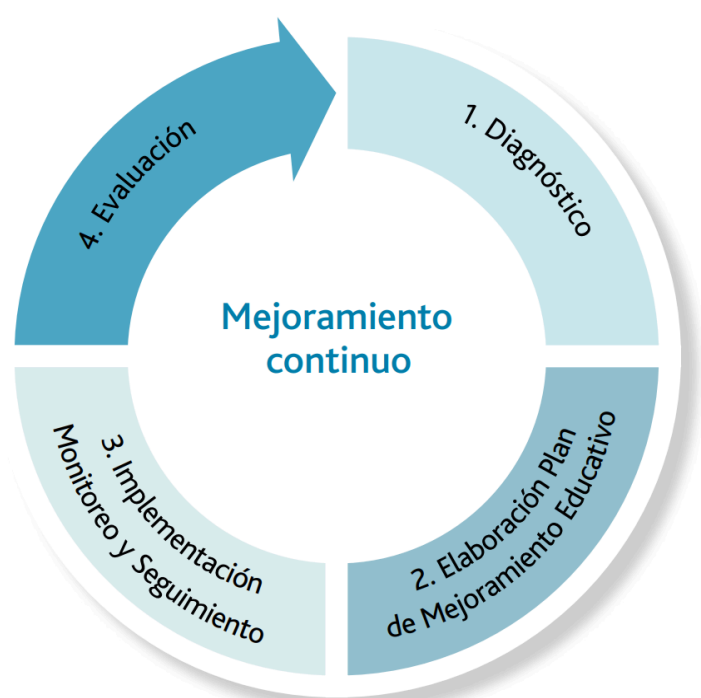 Mejoramiento
continuo
1. Diagnóstico
2. Elaboración Plan
de Mejoramiento Educativo
3. Implementación
Monitoreo y Seguimiento
4. Evaluación